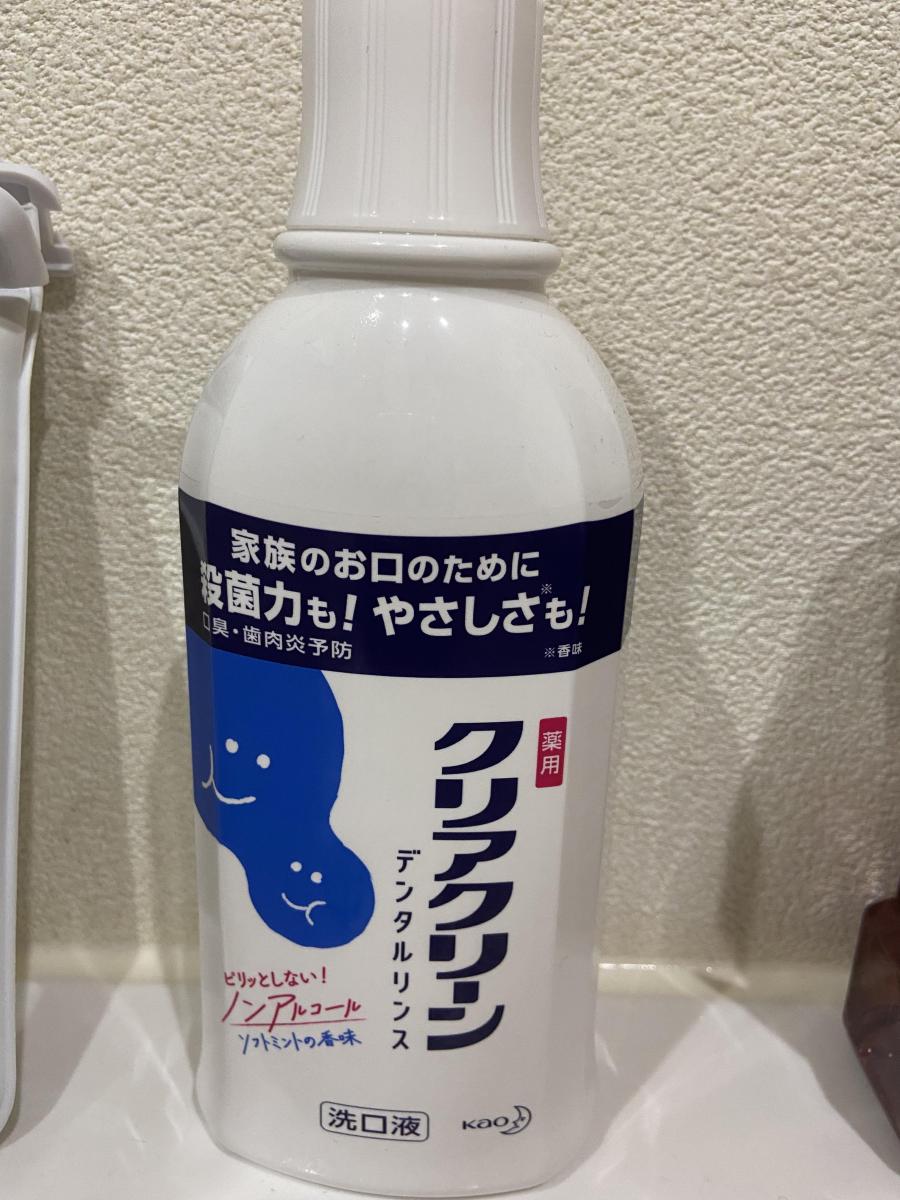 家族のお口のために
殺菌力も!やさしさ※も!
口臭・歯肉炎予防
※香味
薬用
クリアクリーン
デンタルリンス
ピリッとしない!
ノンアルコール
ソフトミントの香味
洗口液
Kao